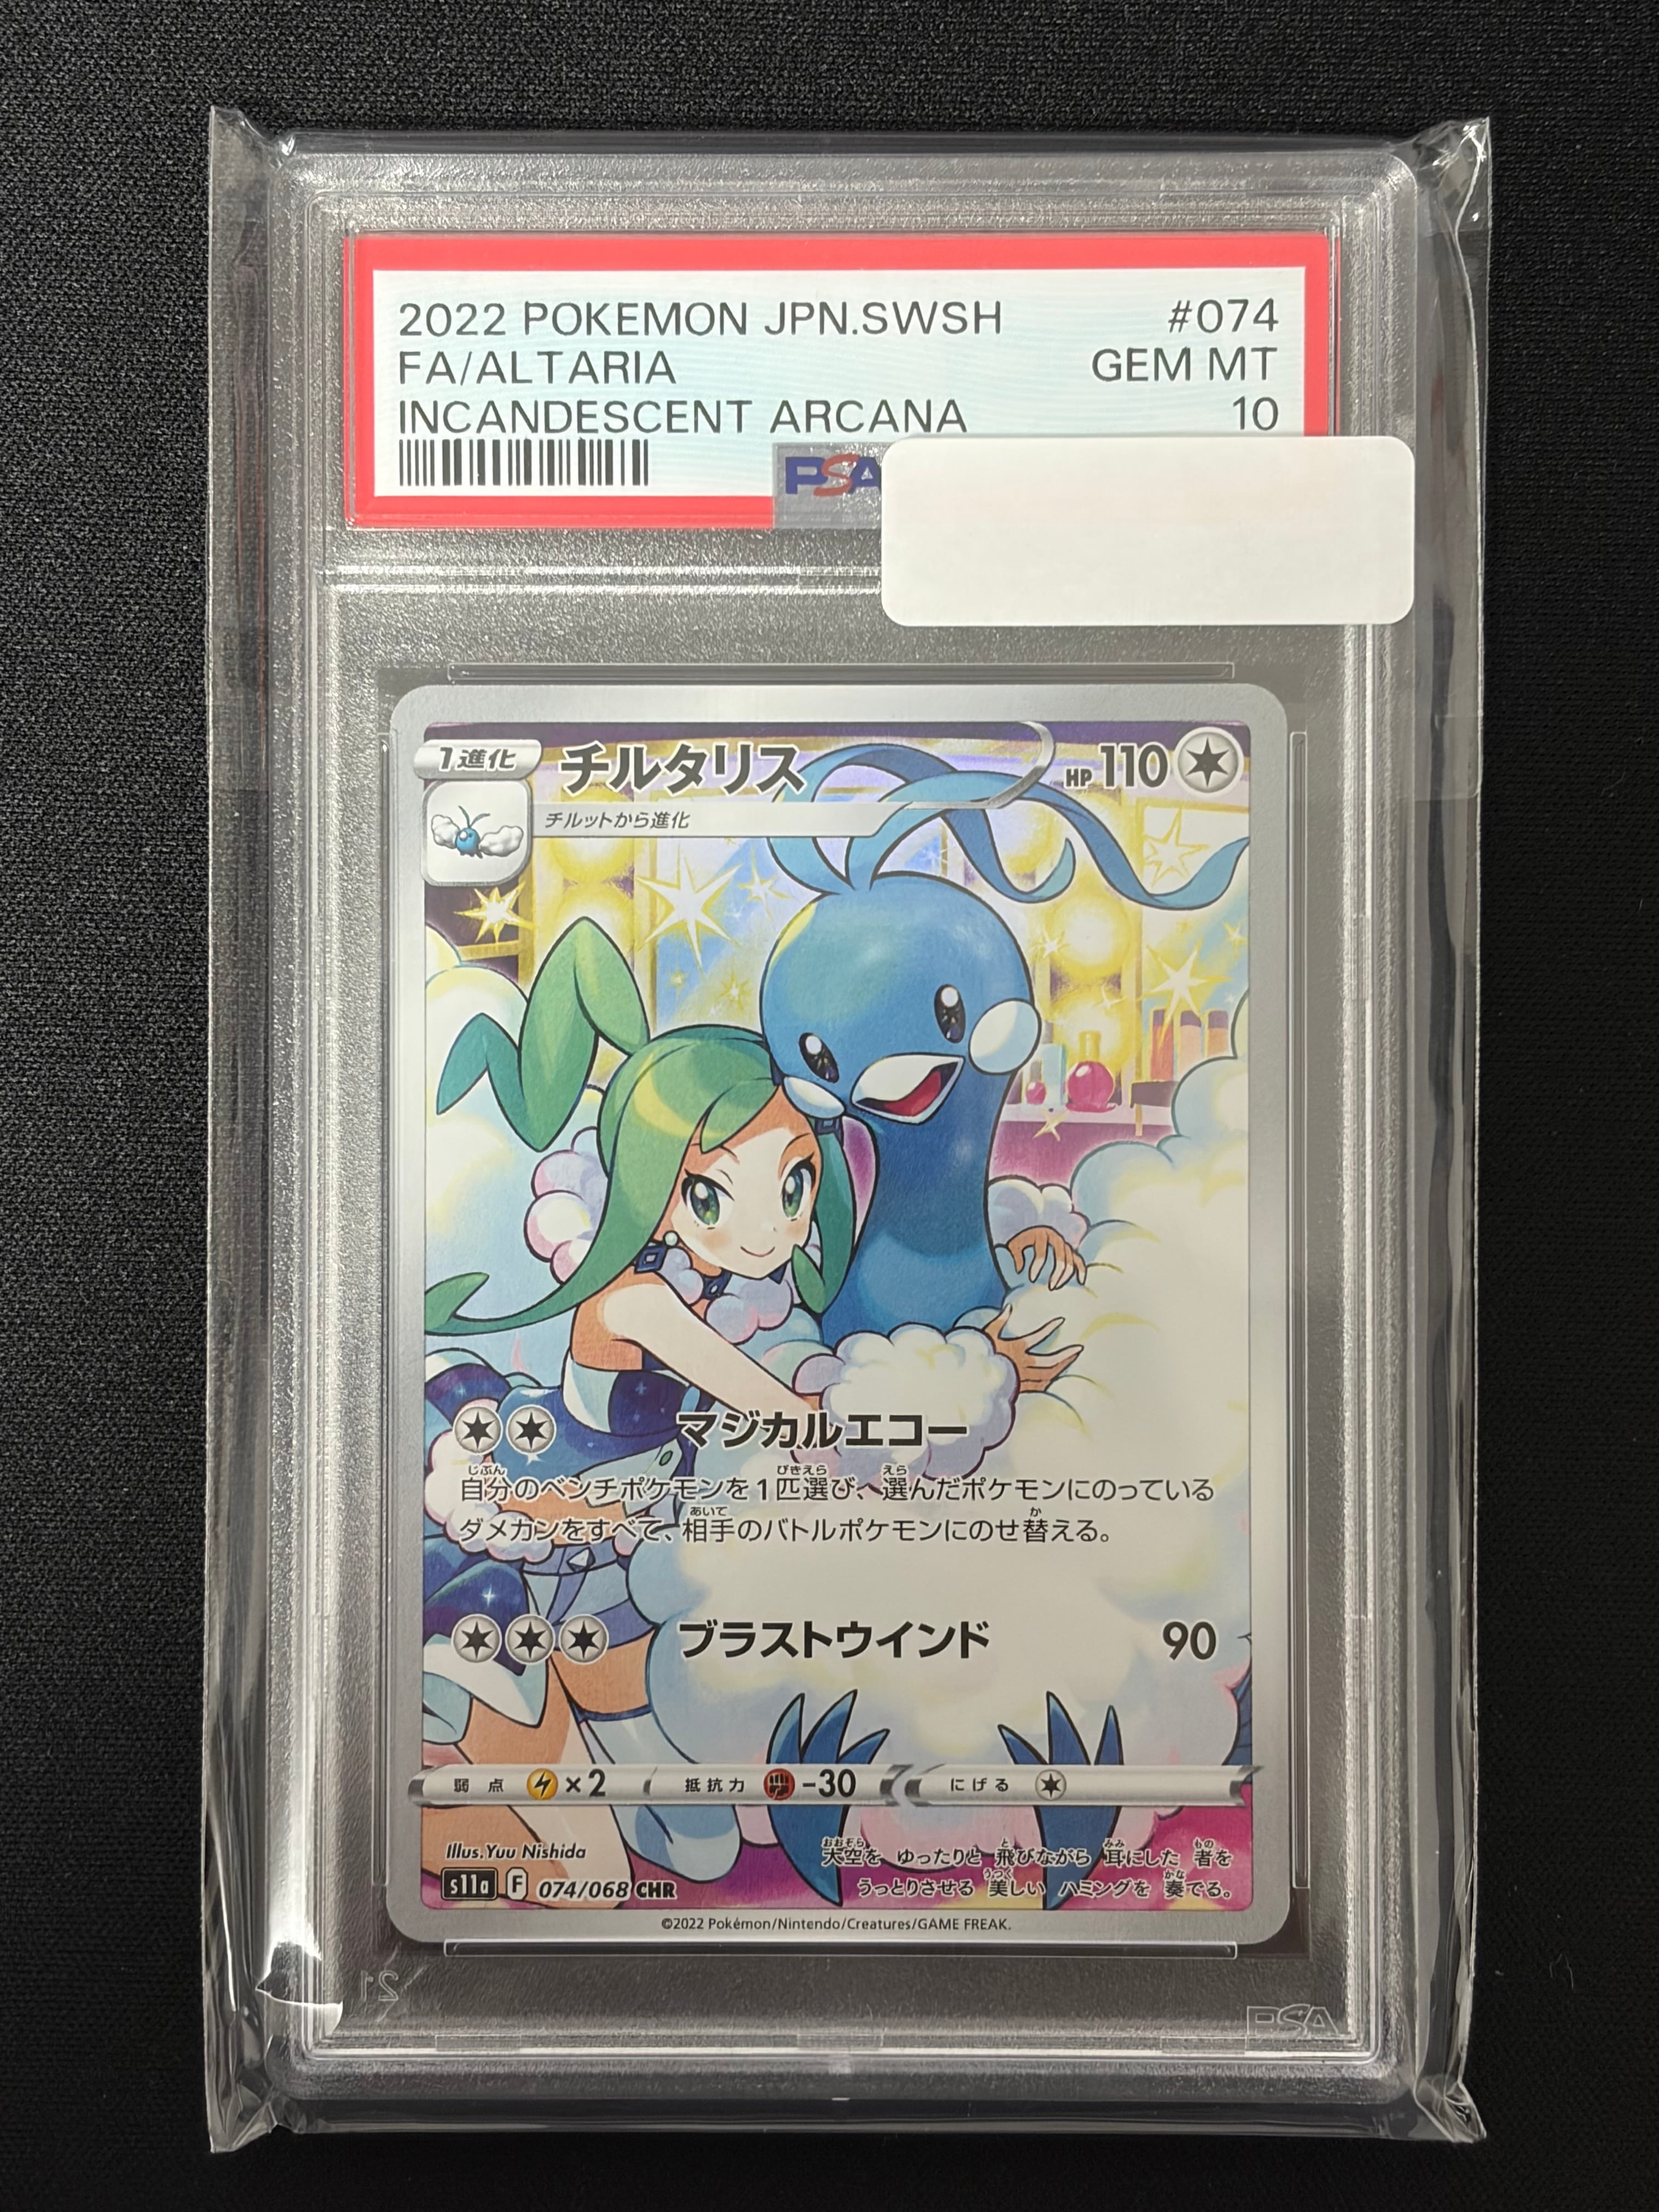 2022 POKEMON JPN.SWSH #074
FA/ALTARIA GEM MT
INCANDESCENT ARCANA 10
PSA
1進化 チルタリス HP 110
チルットから進化
マジカルエコー
自分のベンチポケモンを1匹選び、選んだポケモンにのっている
ダメカンをすべて、相手のバトルポケモンにのせ替える。
ブラストウインド 90
弱点 ×2 抵抗力 -30 にげる
Illus. Yuu Nishida
大空を ゆったりと 飛びながら 耳にした 者を
うっとりさせる 美しい ハミングを 奏でる。
s11a F 074/068 CHR
©2022 Pokémon/Nintendo/Creatures/GAME FREAK.
21
PSA